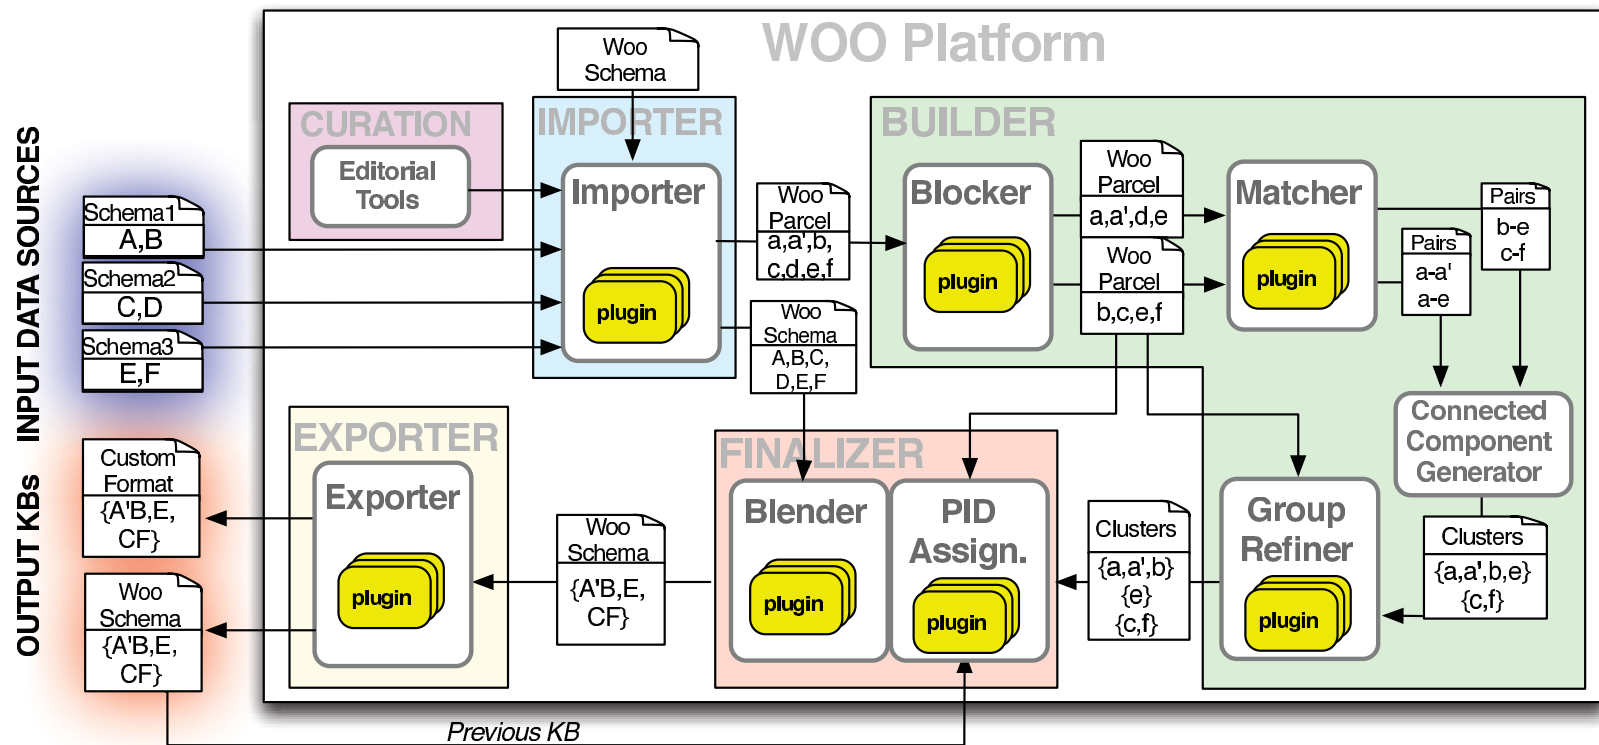 WOO Platform
Woo
Schema
CURATION
Editorial
Tools
IMPORTER
Importer
plugin
INPUT DATA SOURCES
Schema1
A,B
Schema2
C,D
Schema3
E,F
Woo
Parcel
a,a',b,
c,d,e,f
Woo
Schema
A,B,C,
D,E,F
BUILDER
Blocker
plugin
Woo
Parcel
a,a',d,e
Woo
Parcel
b,c,e,f
Matcher
plugin
Pairs
b-e
c-f
Pairs
a-a'
a-e
Connected
Component
Generator
Clusters
{a,a',b,e}
{c,f}
Group
Refiner
plugin
Clusters
{a,a',b}
{e}
{c,f}
FINALIZER
Blender
plugin
PID
Assign.
plugin
Woo
Schema
{A'B,E,
CF}
EXPORTER
Exporter
plugin
OUTPUT KBs
Custom
Format
{A'B,E,
CF}
Woo
Schema
{A'B,E,
CF}
Previous KB